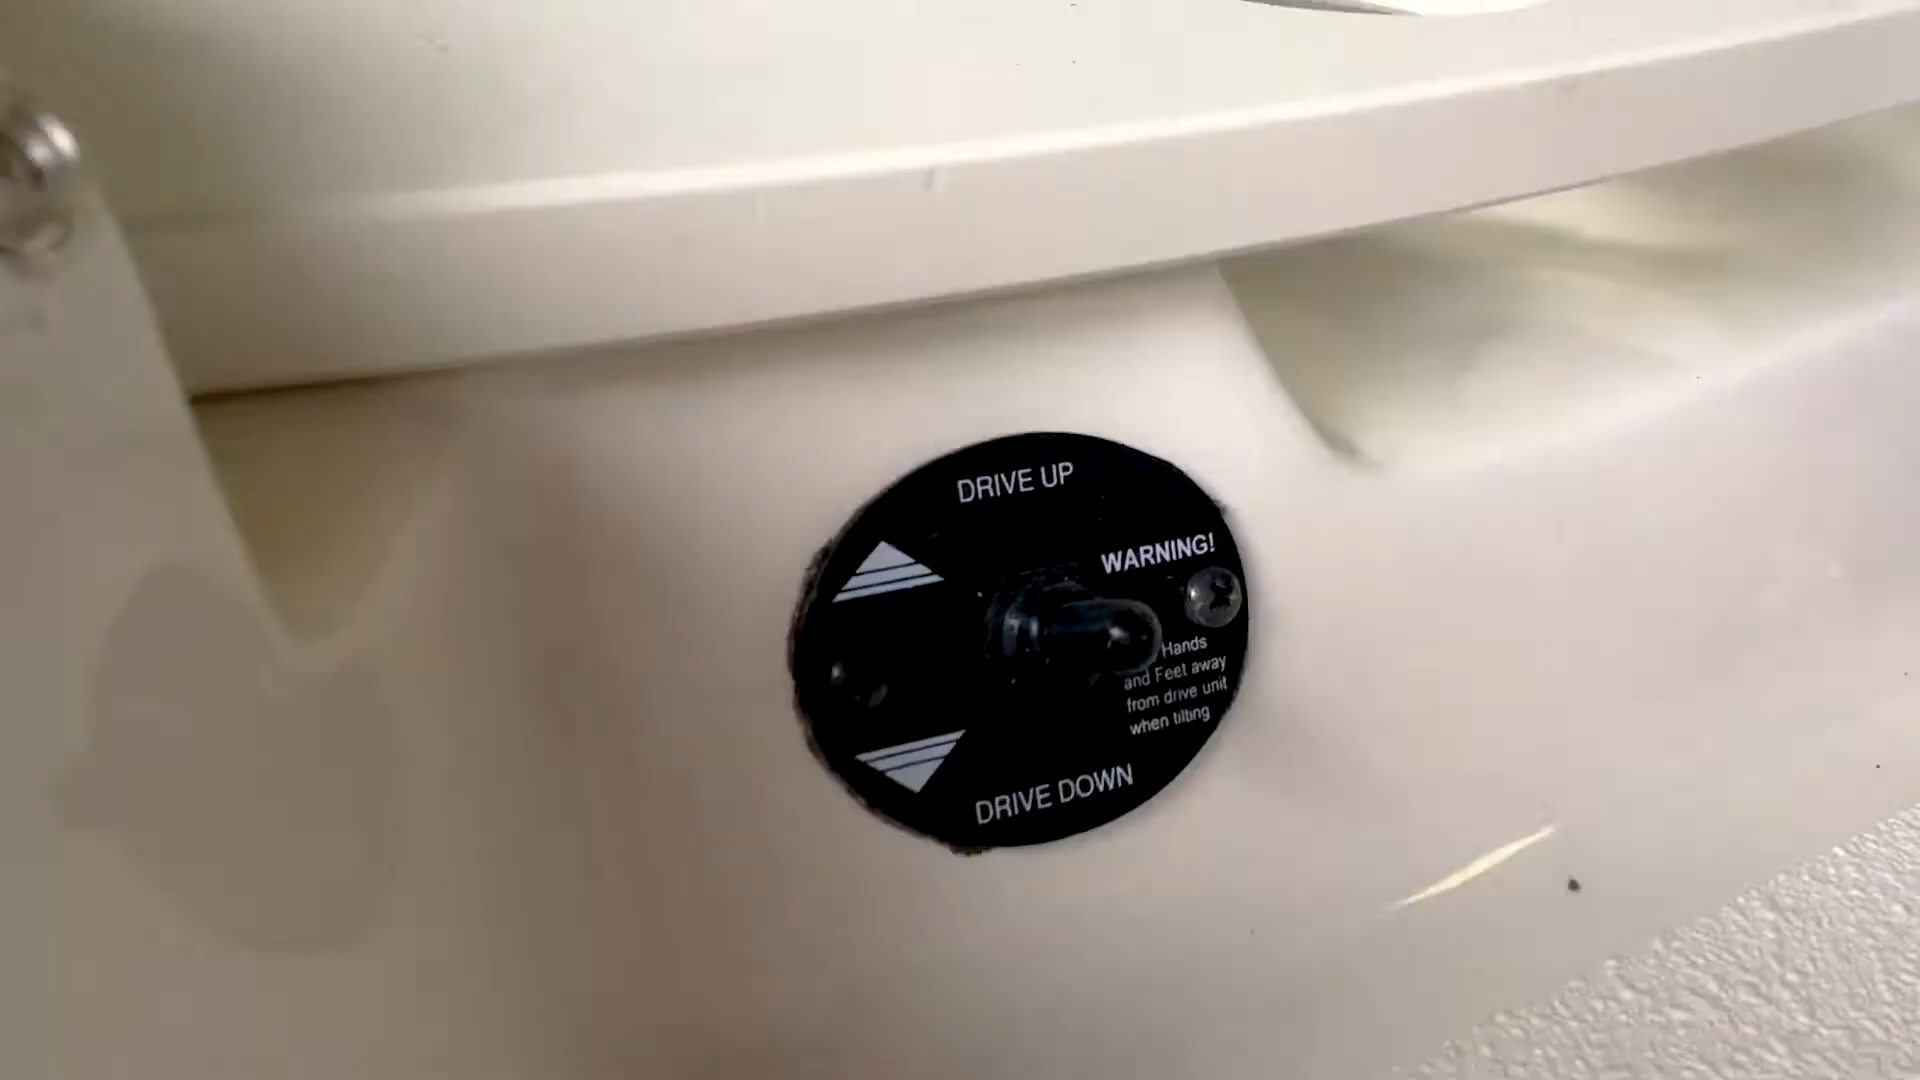 DRIVE UP
WARNING!
Hands
and Feet away
from drive unit
when tilting
DRIVE DOWN